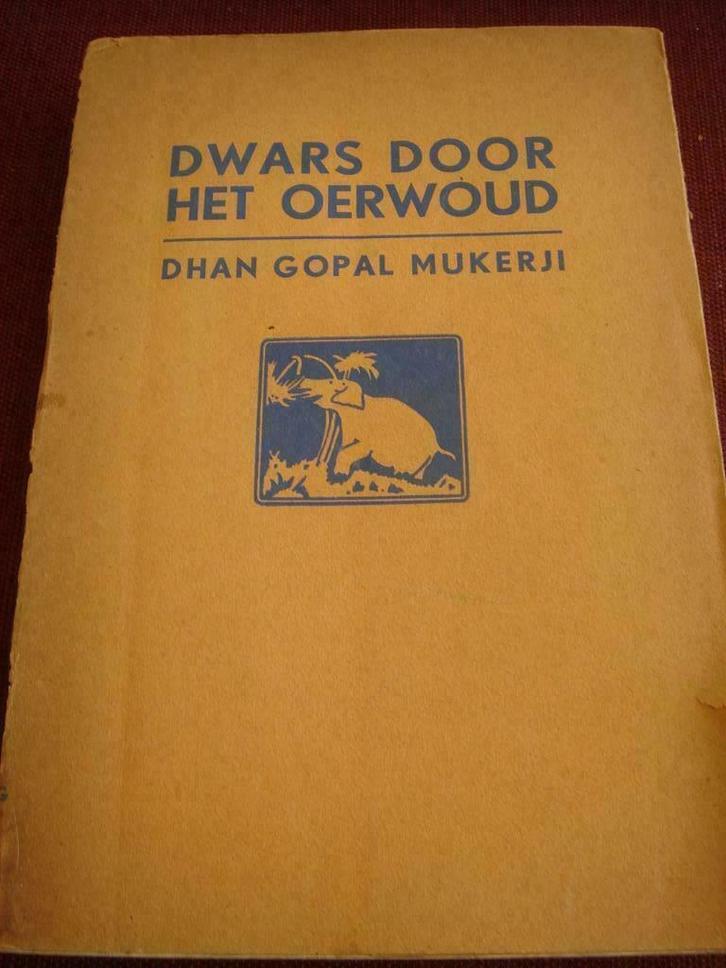 DWARS DOOR
HET OERWOUD
DHAN GOPAL MUKERJI